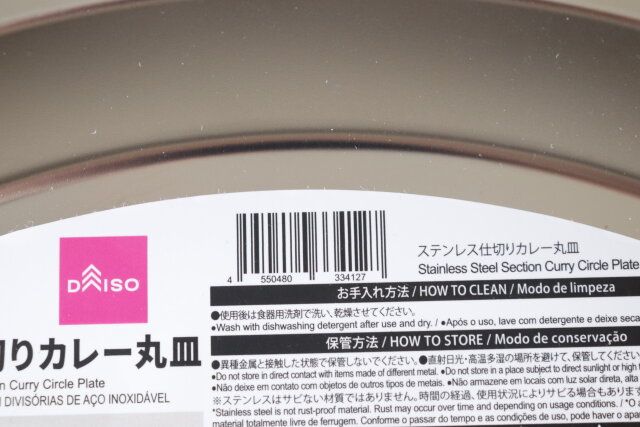 DAISO
4 550480 334127
ステンレス仕切りカレー丸皿
Stainless Steel Section Curry Circle Plate
お手入れ方法 / HOW TO CLEAN / Modo de limpeza
●使用後は食器用洗剤で洗い、乾燥させてください。
●Wash with dishwashing detergent after use and dry. / ●Após o uso, lave com detergente e deixe seca
保管方法 / HOW TO STORE / Modo de conservação
●異種金属と接触した状態で保管しないでください。●直射日光・高温多湿の場所を避けて、保管してください
●Do not store in direct contact with items made of different metal. ●Do not store in a place subject to direct sunlight or high t
●Não deixe em contato com objetos de outros tipos de metais. ●Não armazene em locais com luz solar direta, alta
※ステンレスはサビない材質ではありません。時間の経過、使用状況によりサビる場合もあります
*Stainless steel is not rust-proof material. Rust may occur over time and depending on usage conditions. / *O a
material totalmente livre de ferrugem. Conforme o passar do tempo e as condições de uso, pode haver o apar
切りカレー丸皿
on Curry Circle Plate
M DIVISÓRIAS DE AÇO INOXIDÁVEL